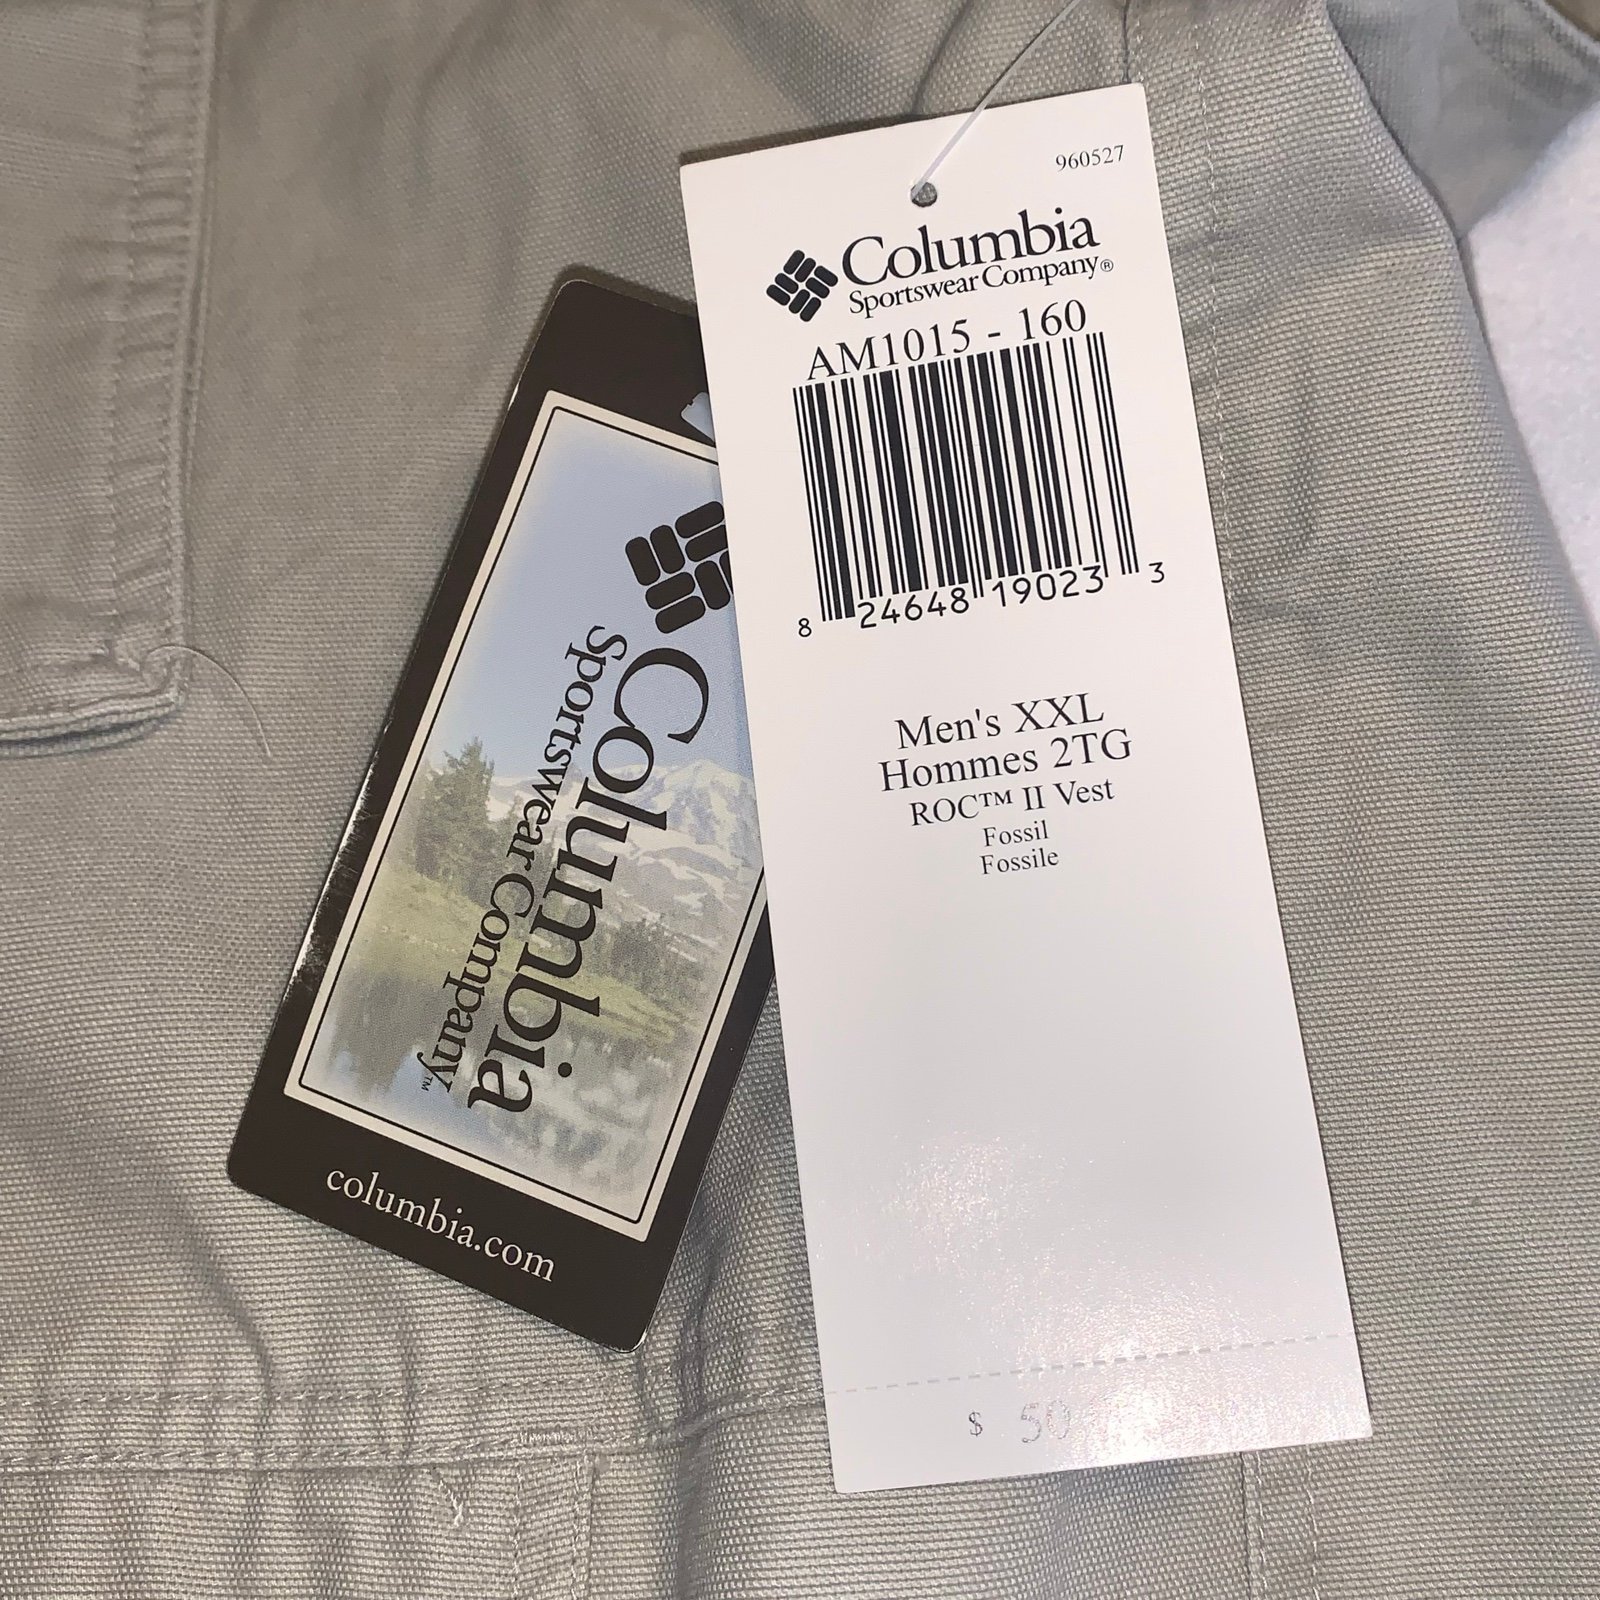 960527
Columbia
Sportswear Company®
AM1015 - 160
8 24648 19023 3
Men's XXL
Hommes 2TG
ROC™ II Vest
Fossil
Fossile
$ 50
Columbia
Sportswear Company™
columbia.com